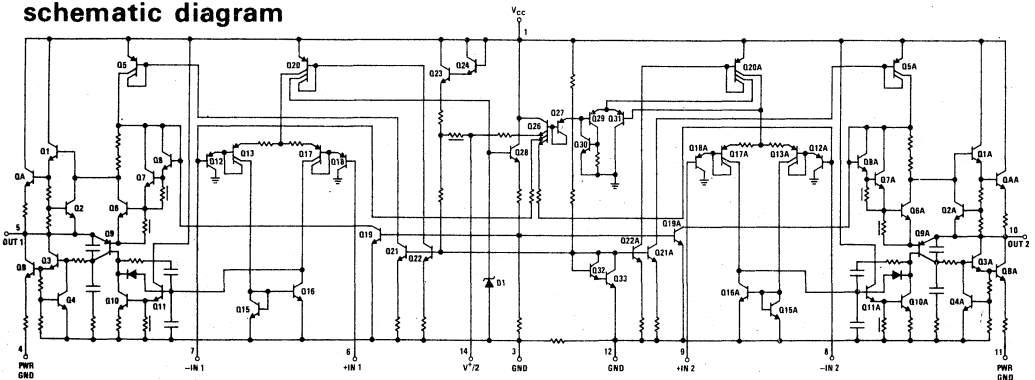 schematic diagram
VCC
1
Q5
Q20
Q23
Q24
Q20A
Q5A
Q1
Q8
Q7
QA
Q2
Q6
Q12
Q13
Q17
Q18
Q26
Q27
Q29
Q31
Q28
Q30
Q18A
Q17A
Q13A
Q12A
Q8A
Q7A
Q1A
QAA
Q6A
Q2A
5
OUT 1
Q9
Q3
QB
Q4
Q10
Q11
Q19
Q21
Q22
Q15
Q16
D1
Q32
Q33
Q19A
Q22A
Q21A
Q16A
Q15A
Q9A
Q11A
Q10A
Q3A
Q4A
QBA
10
OUT 2
4
PWR
GND
7
−IN 1
6
+IN 1
14
V+/2
3
GND
12
GND
9
+IN 2
8
−IN 2
11
PWR
GND